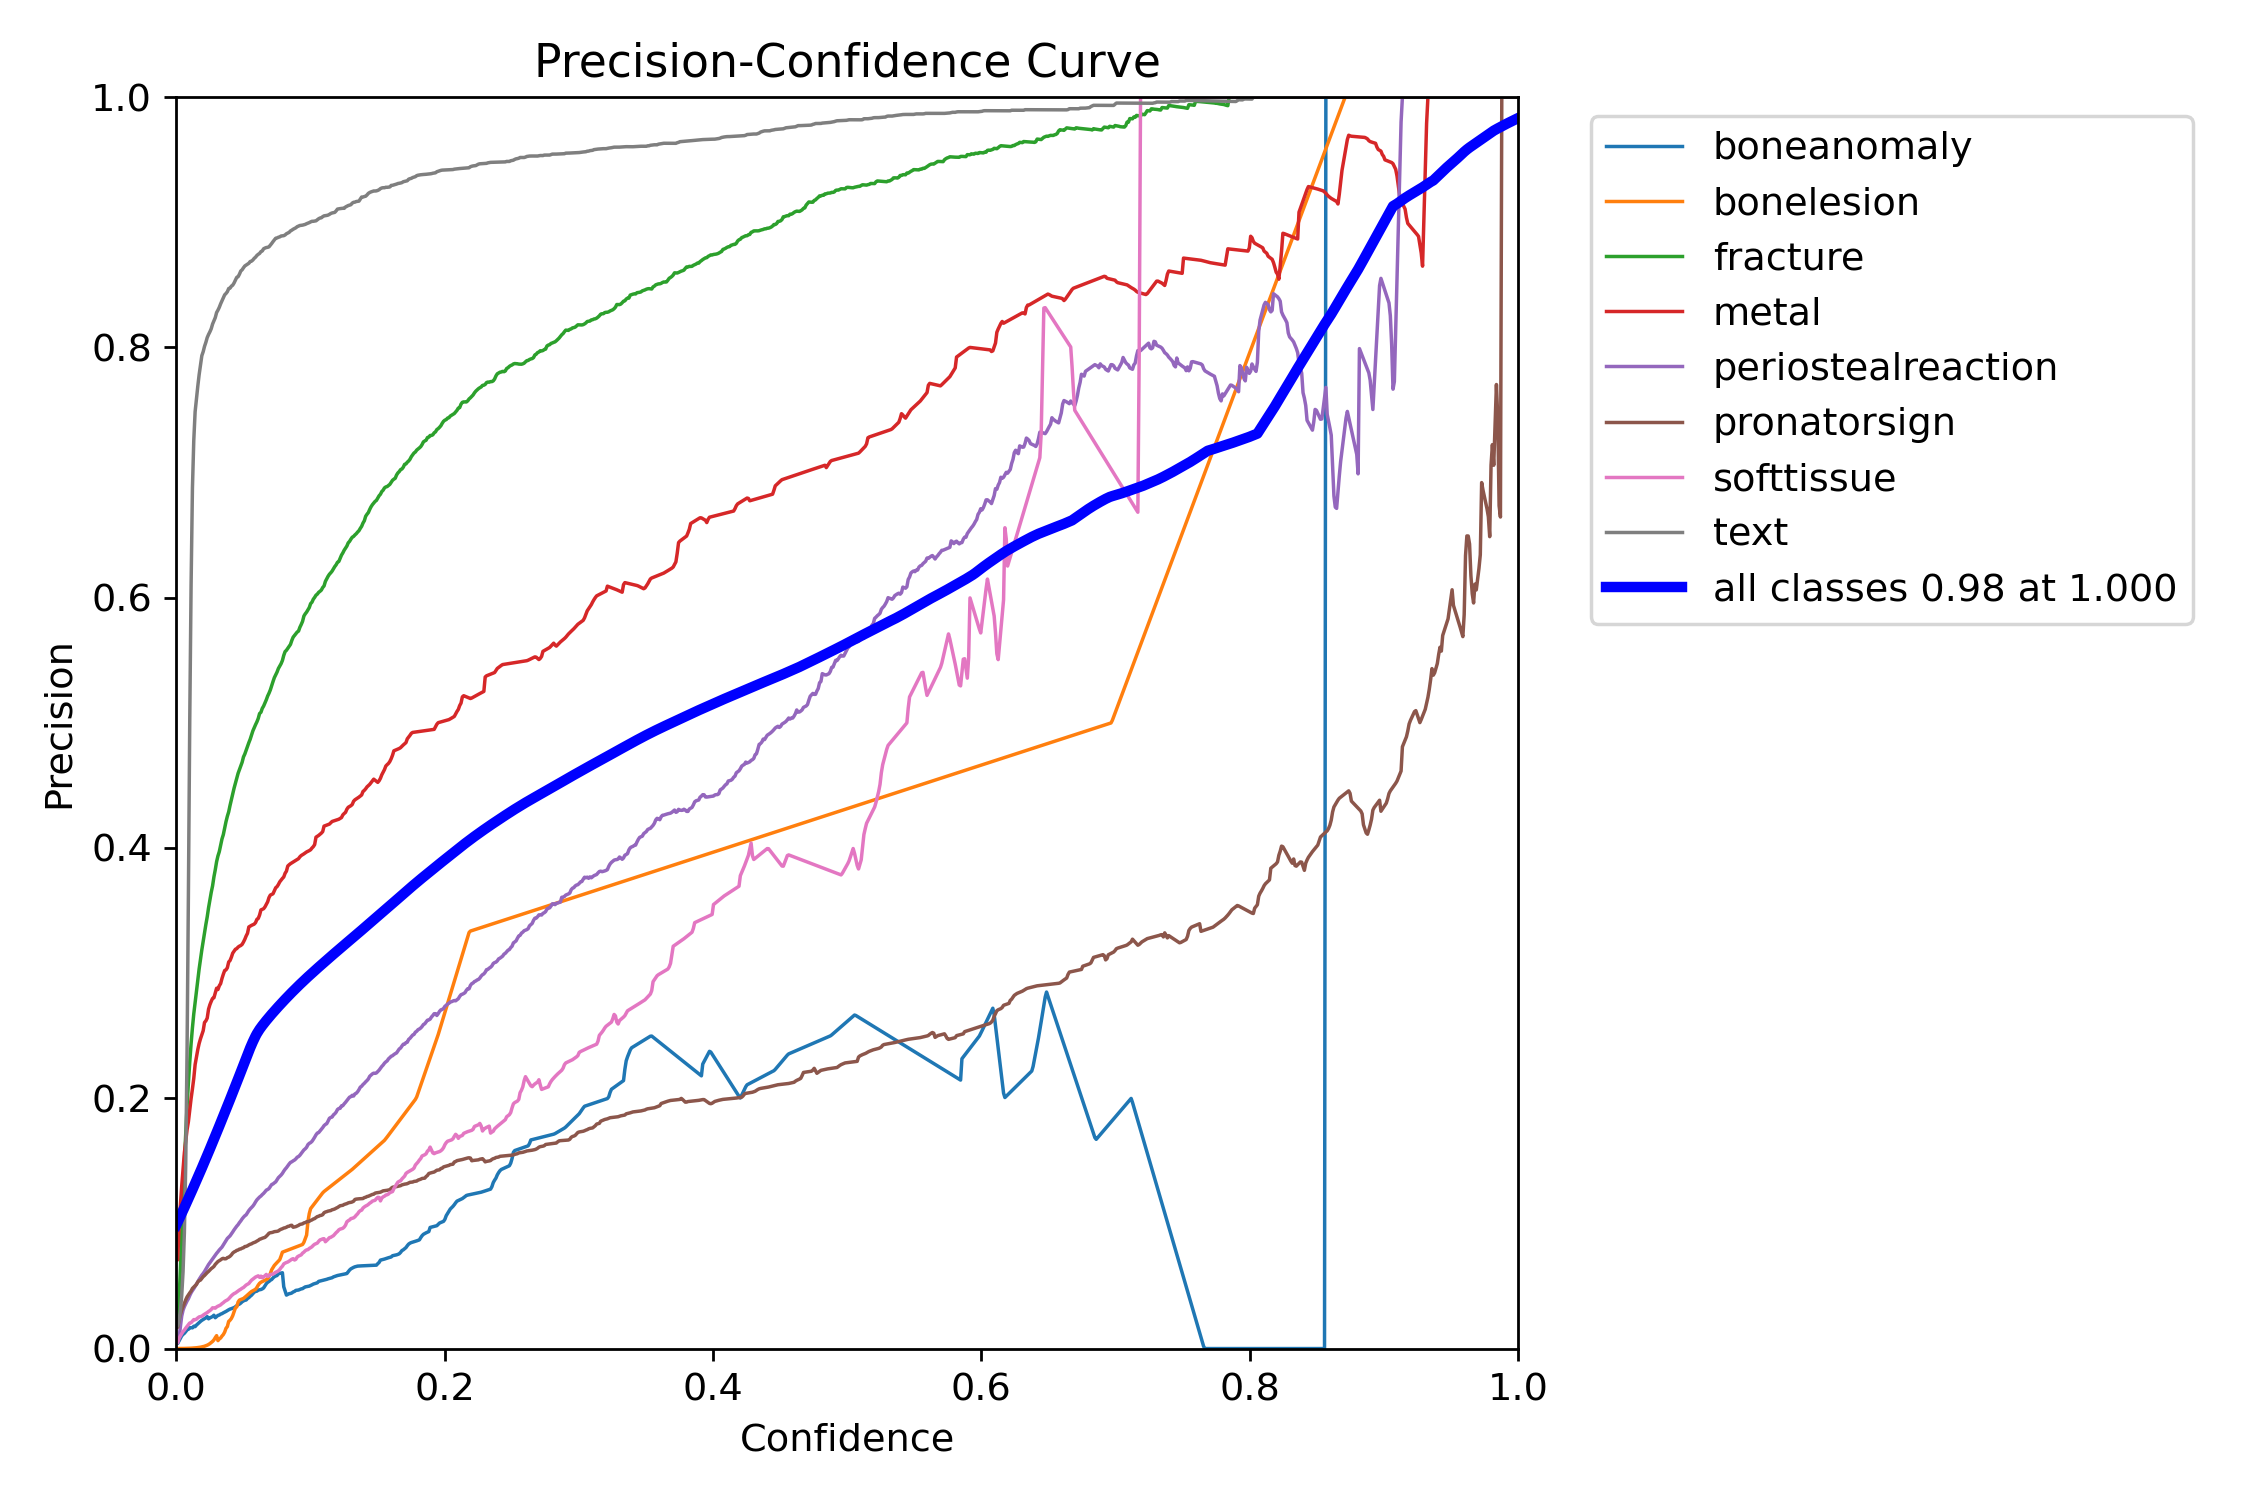 Precision-Confidence Curve
1.0
0.8
0.6
0.4
0.2
0.0
Precision
0.0 0.2 0.4 0.6 0.8 1.0
Confidence
boneanomaly
bonelesion
fracture
metal
periostealreaction
pronatorsign
softtissue
text
all classes 0.98 at 1.000